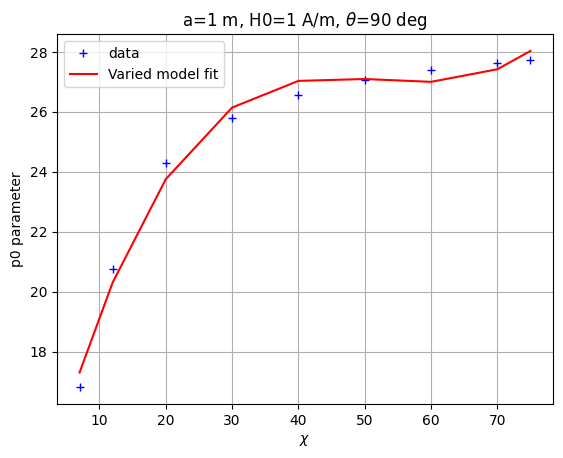 a=1 m, H0=1 A/m, θ=90 deg
data
Varied model fit
28
26
24
22
20
18
p0 parameter
10 20 30 40 50 60 70
χ